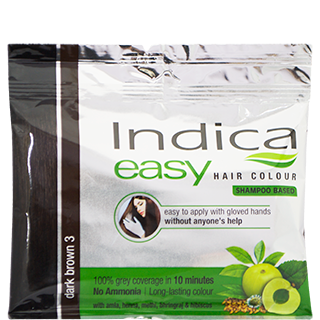 Indica
easy
HAIR COLOUR
SHAMPOO BASED
easy to apply with gloved hands
without anyone's help
dark brown 3
100% grey coverage in 10 minutes
No Ammonia | Long-lasting colour
with amla, henna, methi, bhringraj & hibiscus